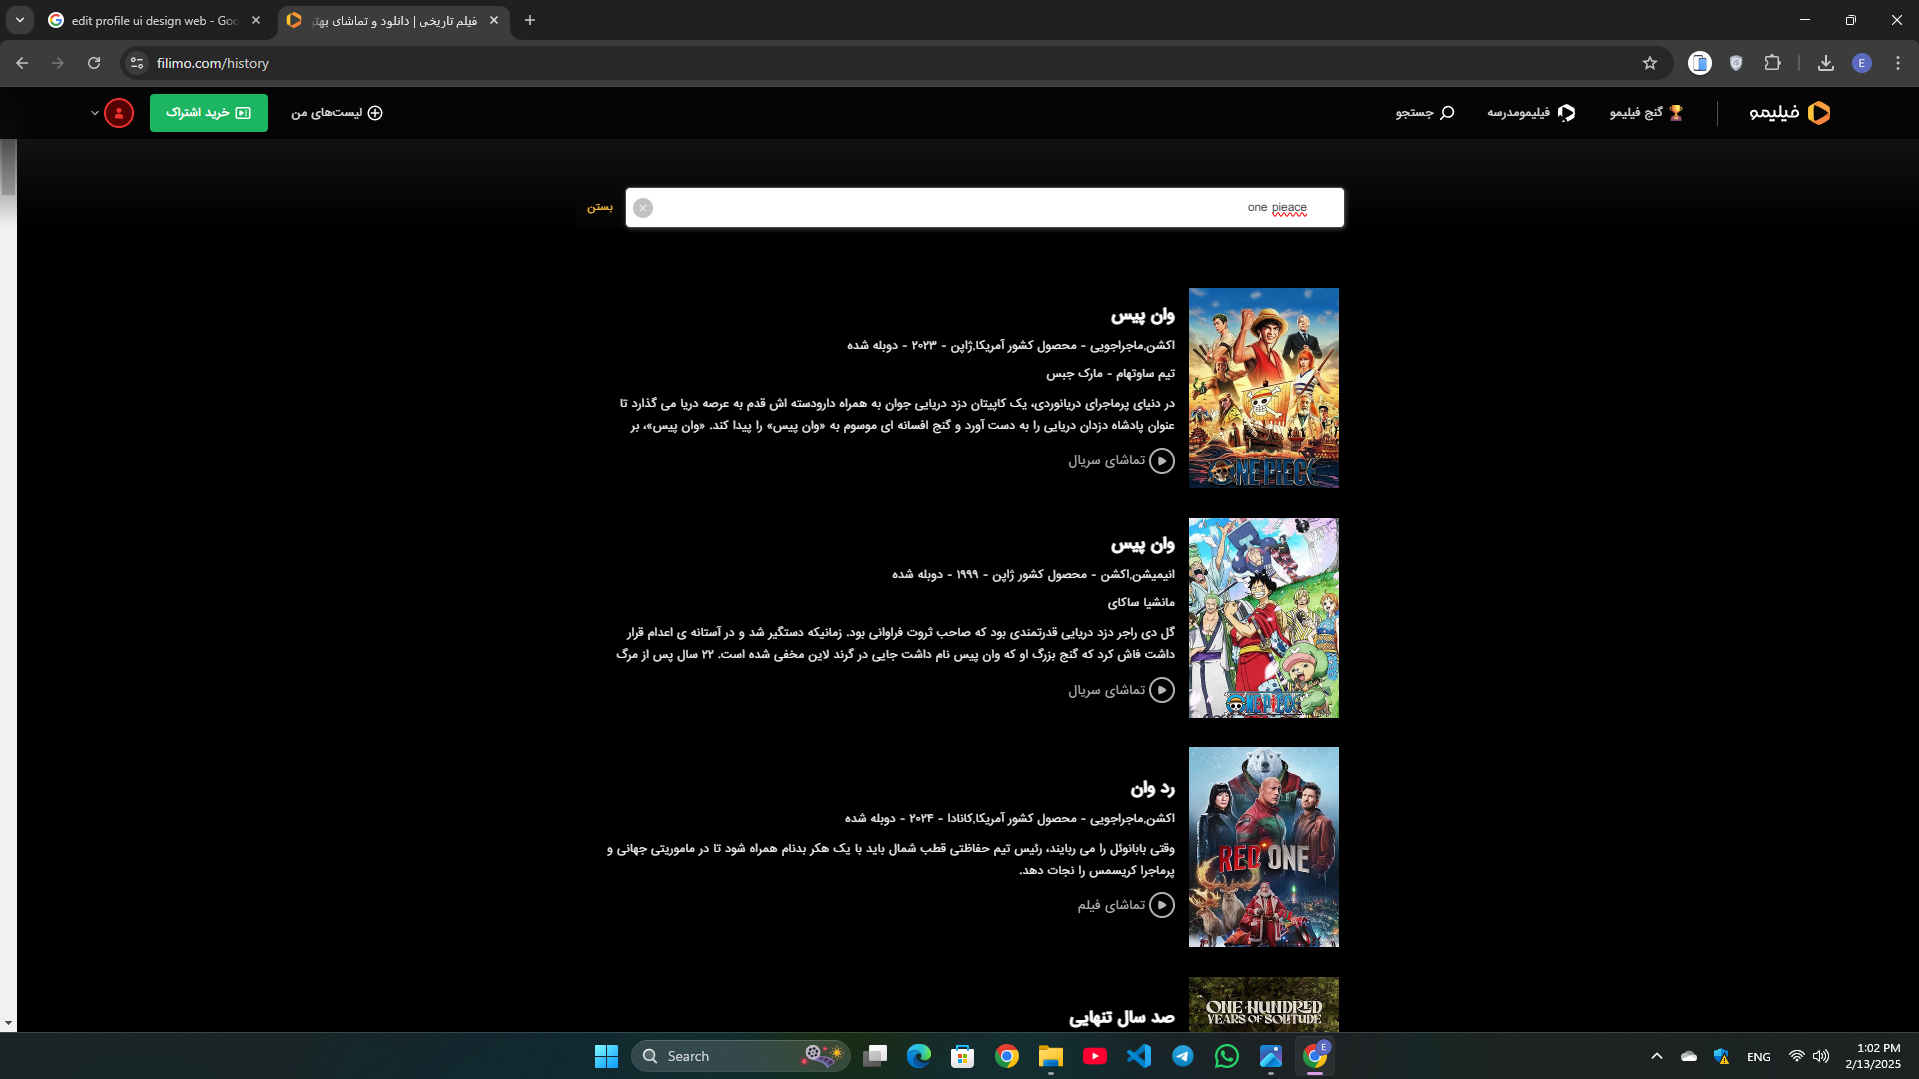 edit profile ui design web - Goo
فیلم تاریخی | دانلود و تماشای بهتر
filimo.com/history
E
فیلیمو
گنج فیلیمو
فیلیمومدرسه
جستجو
لیست‌های من
خرید اشتراک
one pieace
بستن
وان پیس
اکشن,ماجراجویی - محصول کشور آمریکا,ژاپن - ۲۰۲۳ - دوبله شده
تیم ساوتهام - مارک جبس
در دنیای پرماجرای دریانوردی، یک کاپیتان دزد دریایی جوان به همراه دارودسته اش قدم به عرصه دریا می گذارد تا
عنوان پادشاه دزدان دریایی را به دست آورد و گنج افسانه ای موسوم به «وان پیس» را پیدا کند. «وان پیس»، بر
تماشای سریال
ONE PIECE
وان پیس
انیمیشن,اکشن - محصول کشور ژاپن - ۱۹۹۹ - دوبله شده
مانشیا ساکای
گل دی راجر دزد دریایی قدرتمندی بود که صاحب ثروت فراوانی بود. زمانیکه دستگیر شد و در آستانه ی اعدام قرار
داشت فاش کرد که گنج بزرگ او که وان پیس نام داشت جایی در گرند لاین مخفی شده است. ۲۲ سال پس از مرگ
تماشای سریال
ONE PIECE
رد وان
اکشن,ماجراجویی - محصول کشور آمریکا,کانادا - ۲۰۲۴ - دوبله شده
وقتی بابانوئل را می ربایند، رئیس تیم حفاظتی قطب شمال باید با یک هکر بدنام همراه شود تا در ماموریتی جهانی و
پرماجرا کریسمس را نجات دهد.
تماشای فیلم
RED ONE
صد سال تنهایی
ONE HUNDRED
YEARS OF SOLITUDE
Search
E
ENG
1:02 PM
2/13/2025